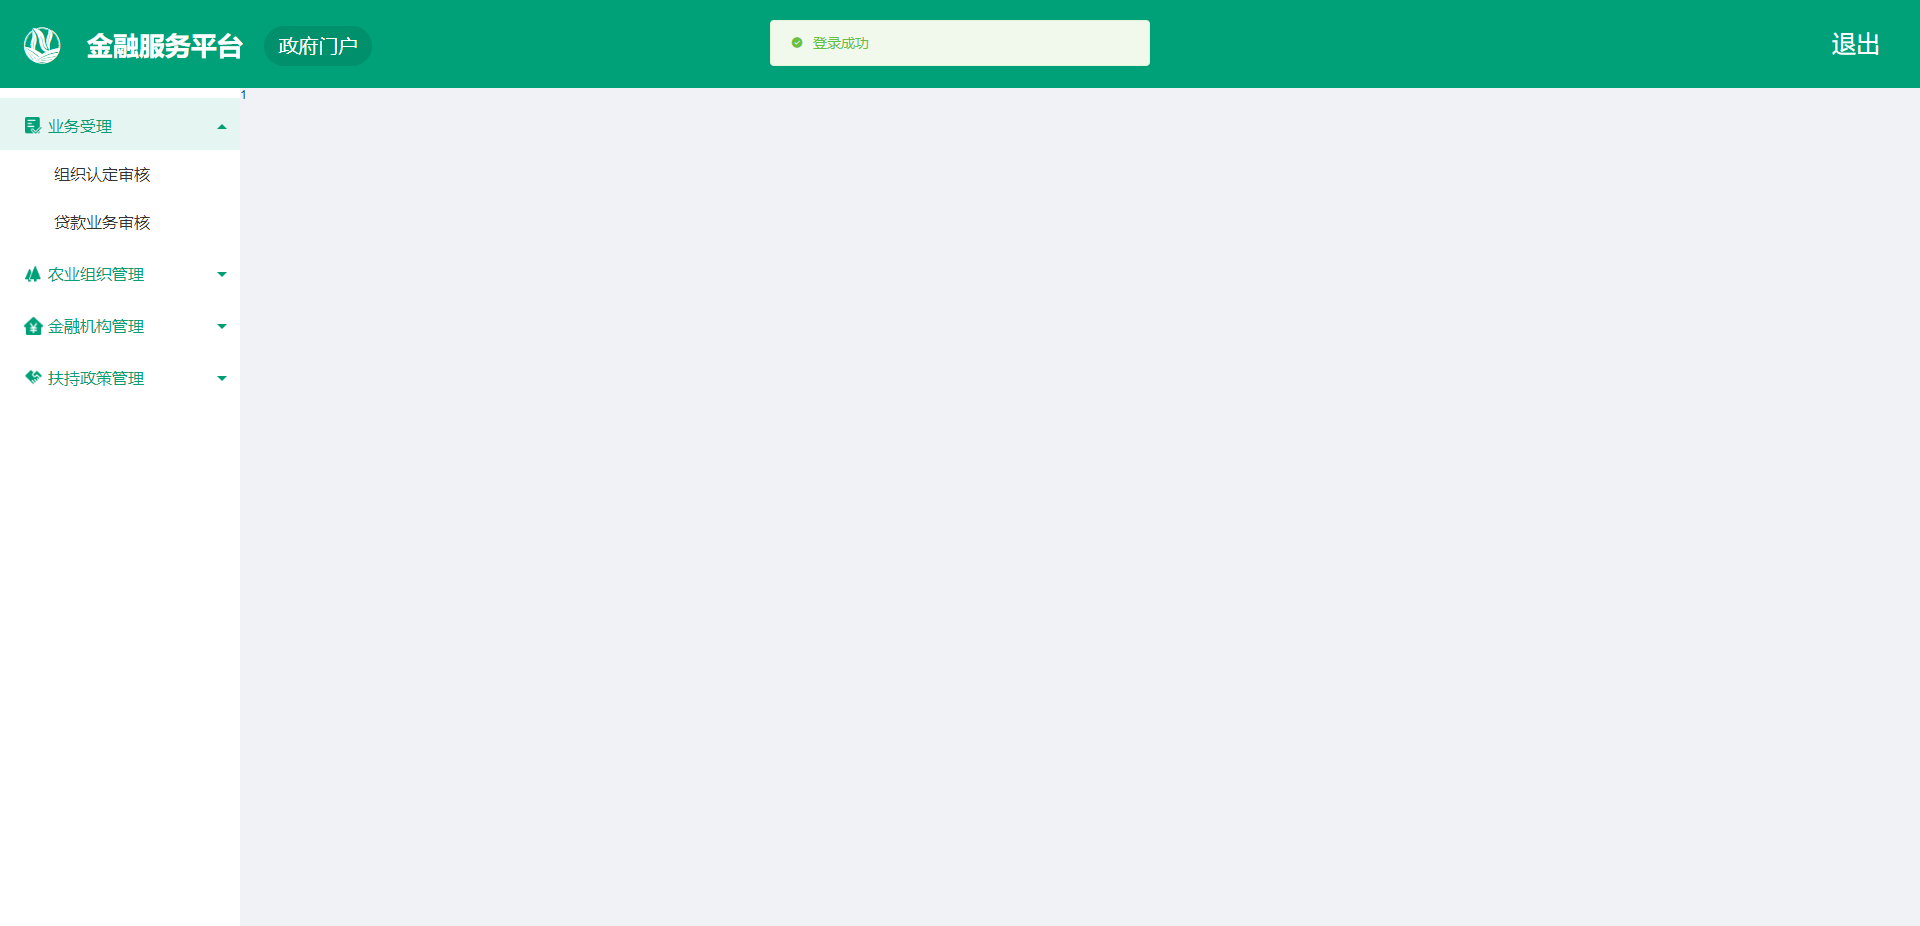 金融服务平台
政府门户
登录成功
退出
1
业务受理
组织认定审核
贷款业务审核
农业组织管理
金融机构管理
扶持政策管理